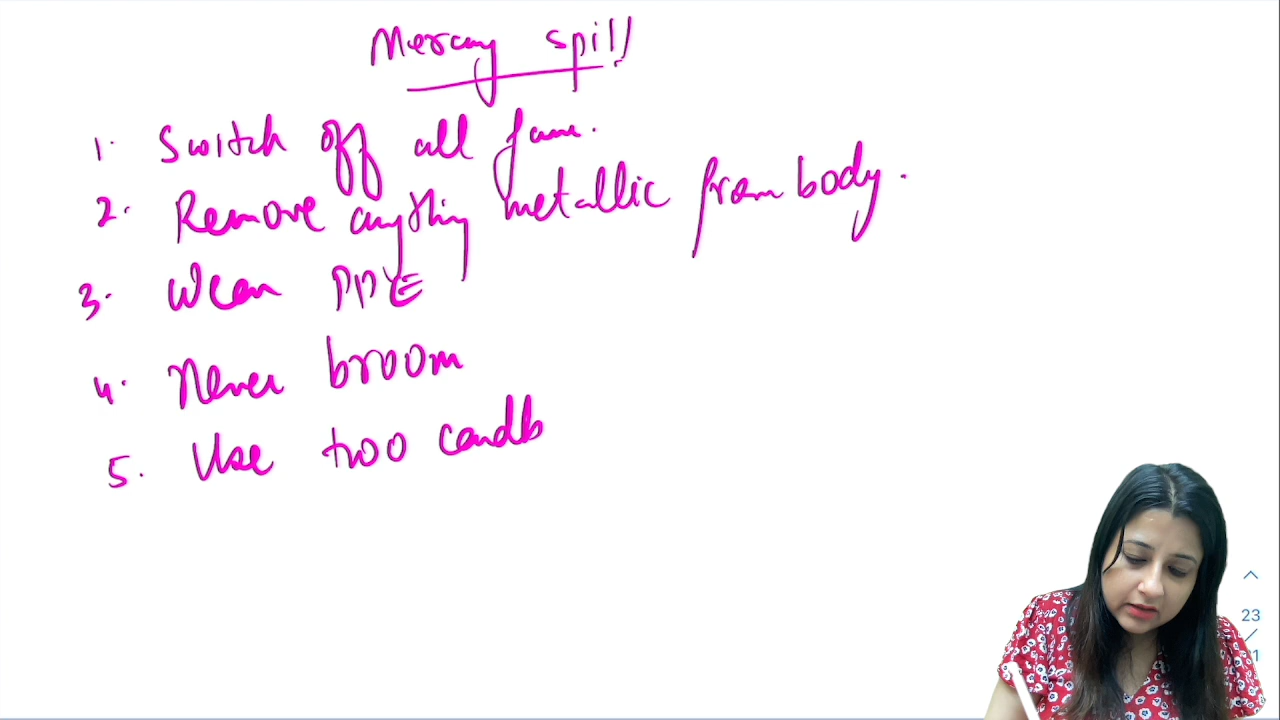 Mercury spill
1. Switch off all fans.
2. Remove anything metallic from body.
3. Wear PPE
4. Never broom
5. Use two cardb
23